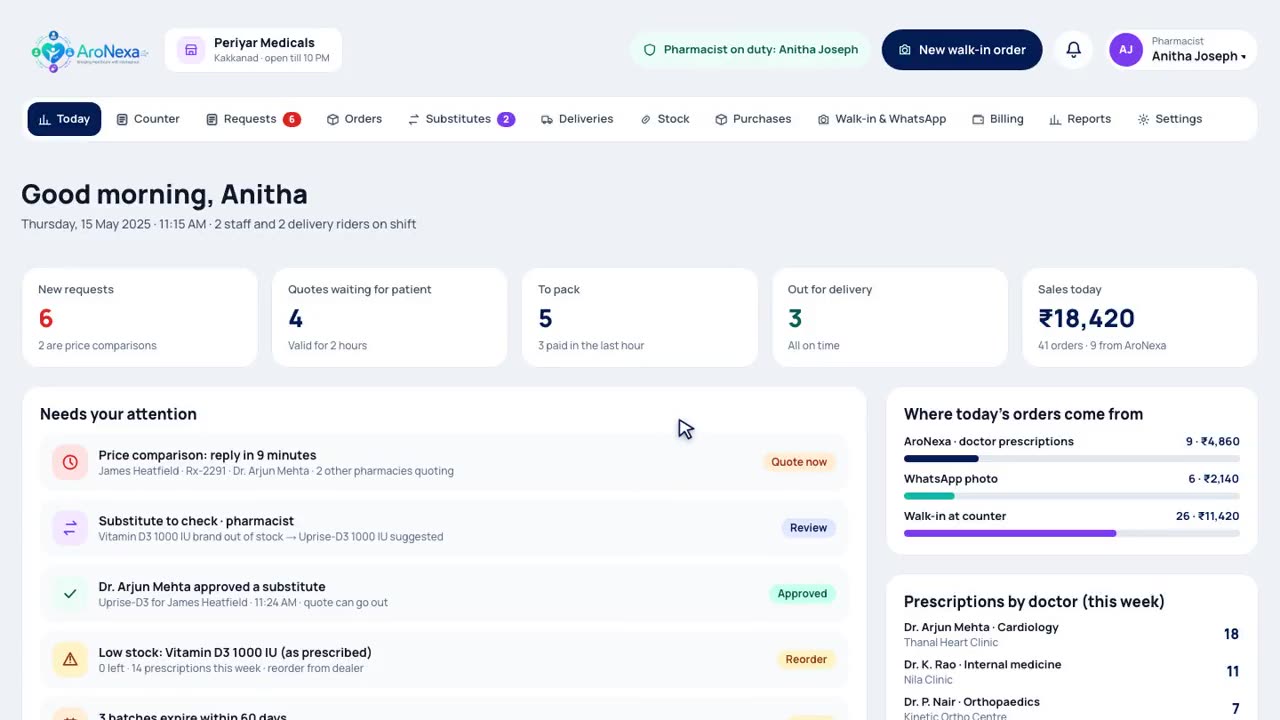 AroNexa
Periyar Medicals
Kakkanad · open till 10 PM
Pharmacist on duty: Anitha Joseph
New walk-in order
AJ
Pharmacist
Anitha Joseph
Today
Counter
Requests 6
Orders
Substitutes 2
Deliveries
Stock
Purchases
Walk-in & WhatsApp
Billing
Reports
Settings
Good morning, Anitha
Thursday, 15 May 2025 · 11:15 AM · 2 staff and 2 delivery riders on shift
New requests
6
2 are price comparisons
Quotes waiting for patient
4
Valid for 2 hours
To pack
5
3 paid in the last hour
Out for delivery
3
All on time
Sales today
₹18,420
41 orders · 9 from AroNexa
Needs your attention
Price comparison: reply in 9 minutes
James Heatfield · Rx-2291 · Dr. Arjun Mehta · 2 other pharmacies quoting
Quote now
Substitute to check · pharmacist
Vitamin D3 1000 IU brand out of stock → Uprise-D3 1000 IU suggested
Review
Dr. Arjun Mehta approved a substitute
Uprise-D3 for James Heatfield · 11:24 AM · quote can go out
Approved
Low stock: Vitamin D3 1000 IU (as prescribed)
0 left · 14 prescriptions this week · reorder from dealer
Reorder
3 batches expire within 60 days
Where today's orders come from
AroNexa · doctor prescriptions 9 · ₹4,860
WhatsApp photo 6 · ₹2,140
Walk-in at counter 26 · ₹11,420
Prescriptions by doctor (this week)
Dr. Arjun Mehta · Cardiology
Thanal Heart Clinic
18
Dr. K. Rao · Internal medicine
Nila Clinic
11
Dr. P. Nair · Orthopaedics
Kinetic Ortho Centre
7